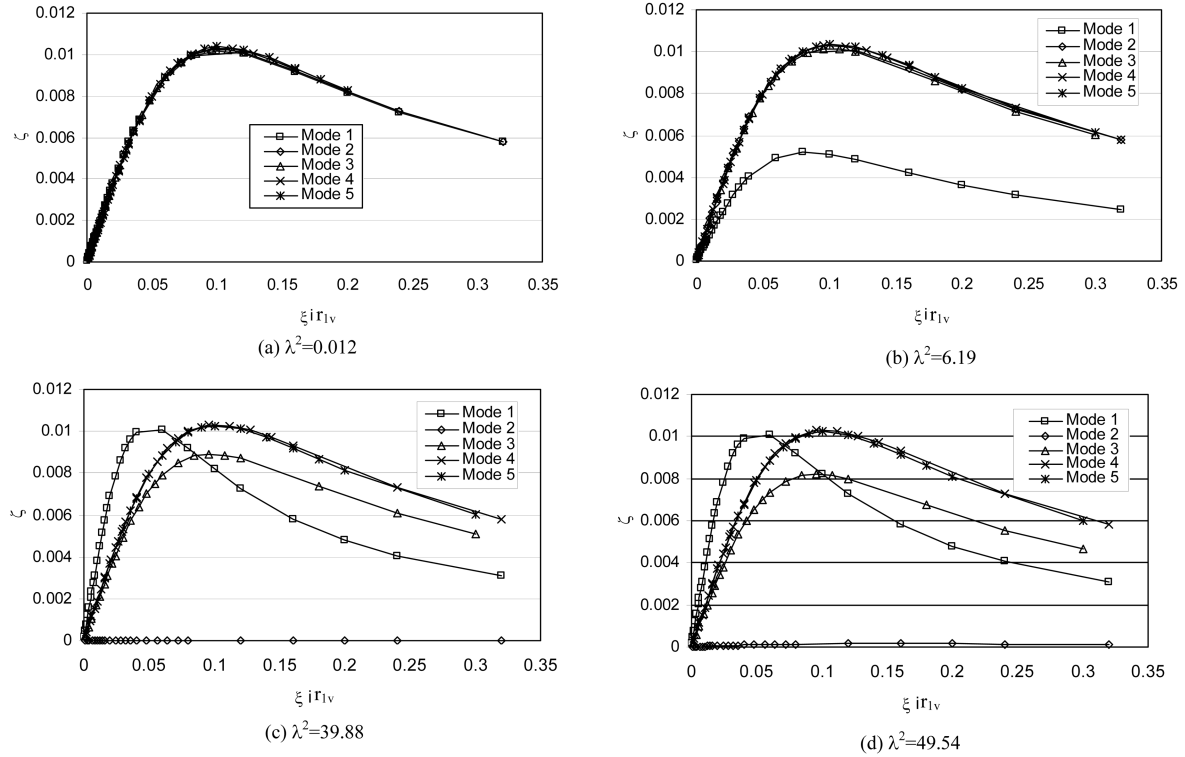 0.012
0.01
0.008
0.006
0.004
0.002
0
ζ
Mode 1
Mode 2
Mode 3
Mode 4
Mode 5
0 0.05 0.1 0.15 0.2 0.25 0.3 0.35
ξ i r1v
(a) λ²=0.012
0.012
0.01
0.008
0.006
0.004
0.002
0
ζ
Mode 1
Mode 2
Mode 3
Mode 4
Mode 5
0 0.05 0.1 0.15 0.2 0.25 0.3 0.35
ξ i r1v
(b) λ²=6.19
0.012
0.01
0.008
0.006
0.004
0.002
0
ζ
Mode 1
Mode 2
Mode 3
Mode 4
Mode 5
0 0.05 0.1 0.15 0.2 0.25 0.3 0.35
ξ i r1v
(c) λ²=39.88
0.012
0.01
0.008
0.006
0.004
0.002
0
ζ
Mode 1
Mode 2
Mode 3
Mode 4
Mode 5
0 0.05 0.1 0.15 0.2 0.25 0.3 0.35
ξ i r1v
(d) λ²=49.54